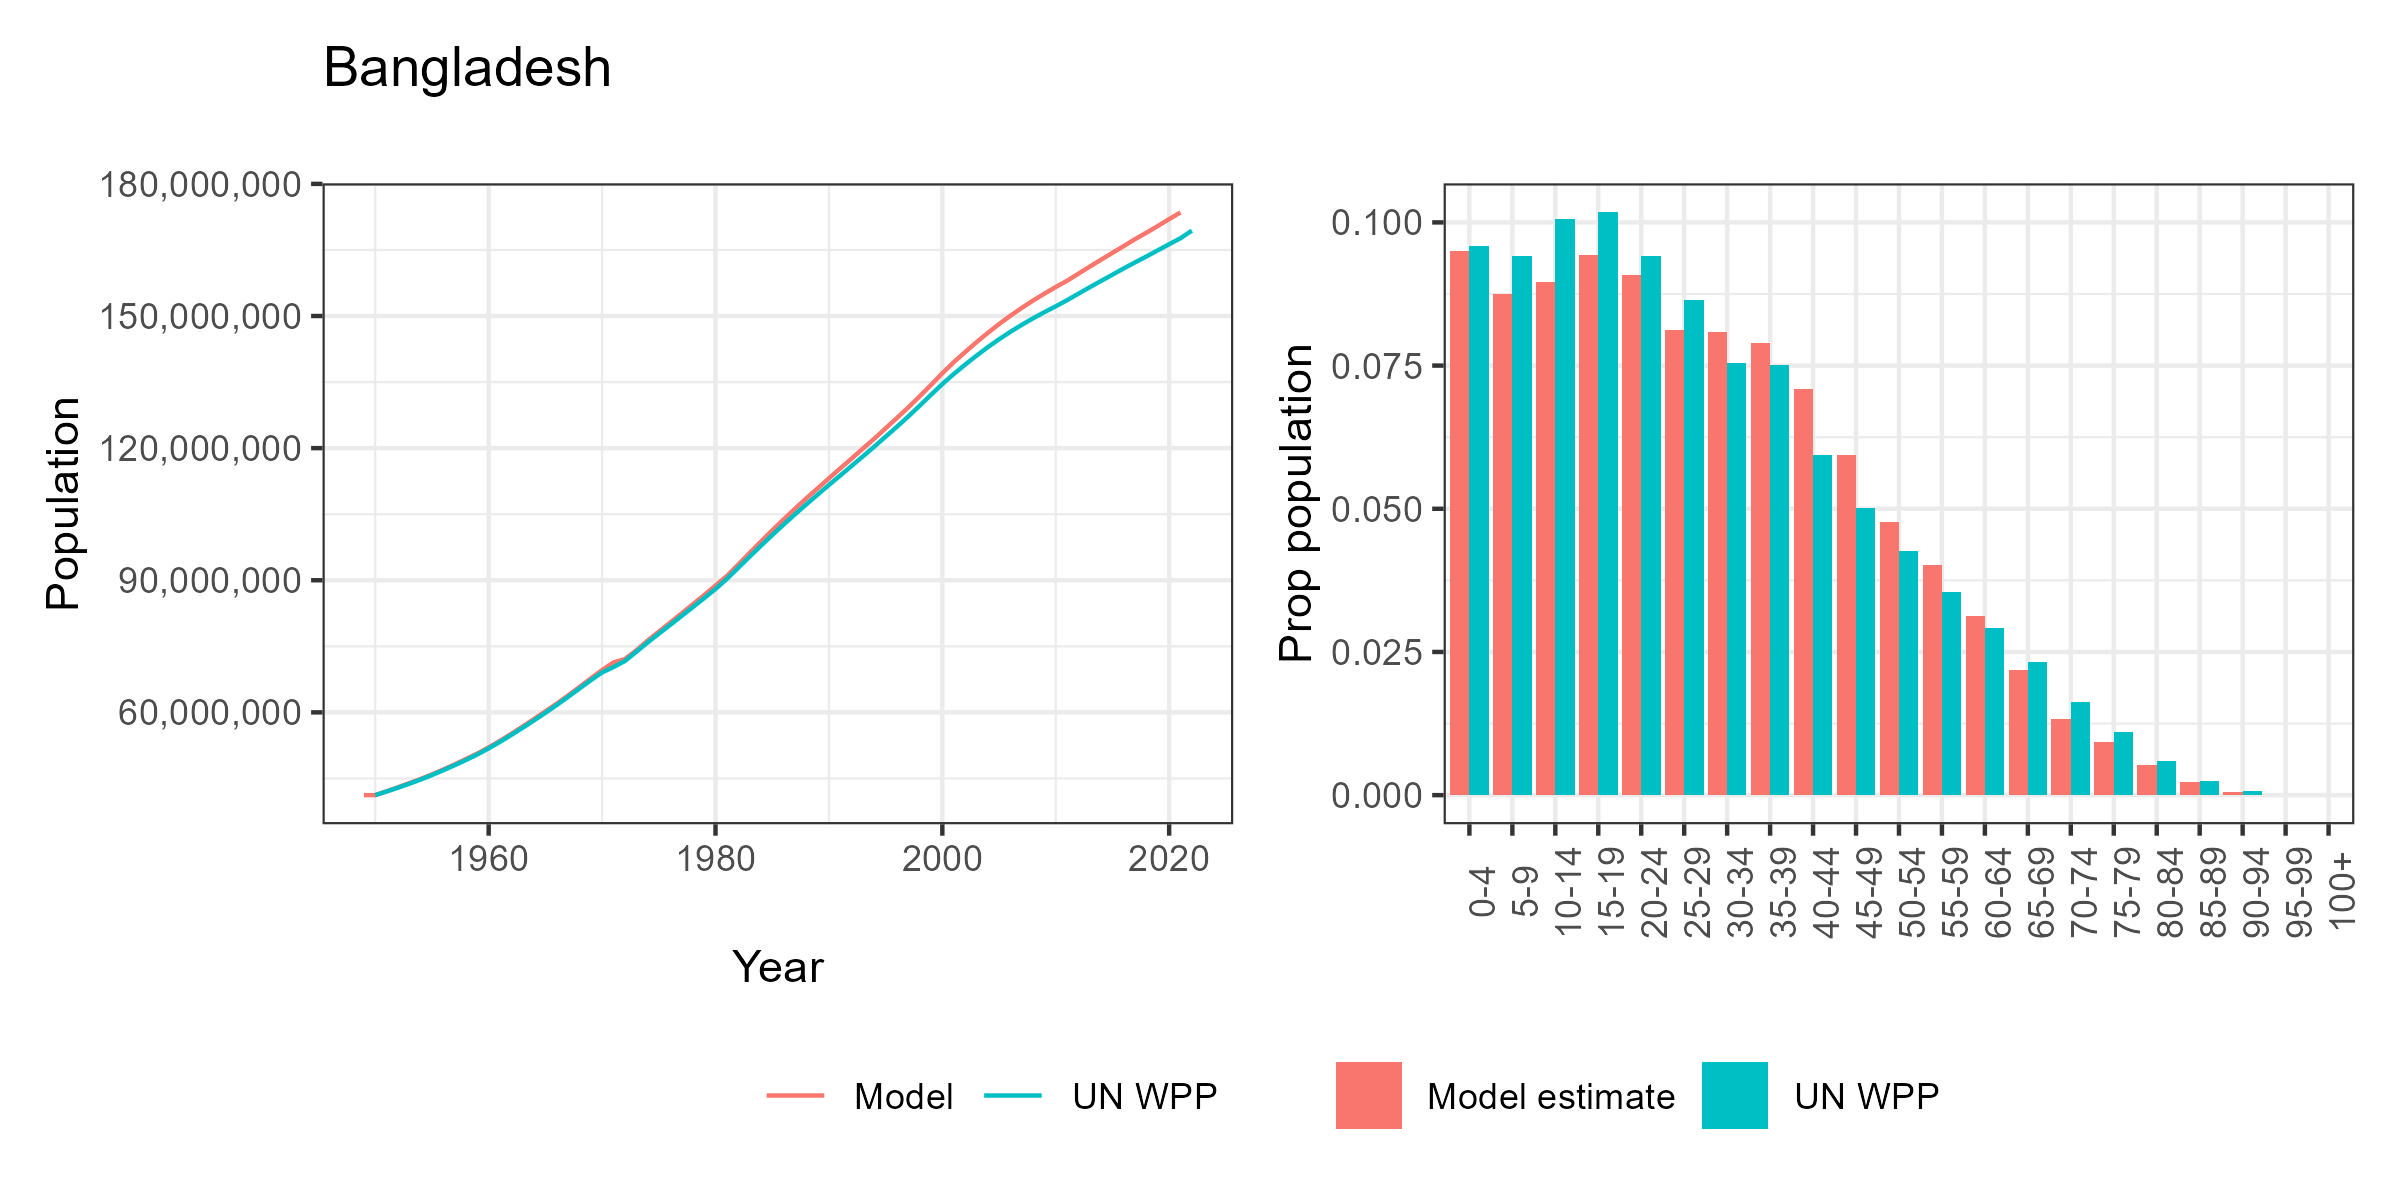 Bangladesh
Population
180,000,000
150,000,000
120,000,000
90,000,000
60,000,000
1960 1980 2000 2020
Year
Prop population
0.100
0.075
0.050
0.025
0.000
0-4 5-9 10-14 15-19 20-24 25-29 30-34 35-39 40-44 45-49 50-54 55-59 60-64 65-69 70-74 75-79 80-84 85-89 90-94 95-99 100+
Model UN WPP
Model estimate UN WPP